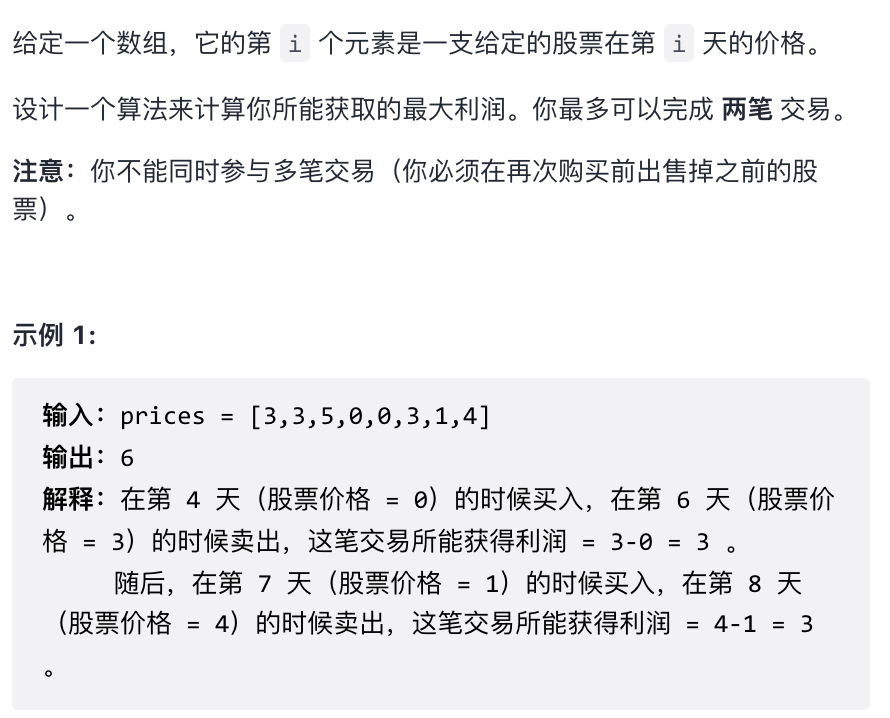 给定一个数组，它的第 i 个元素是一支给定的股票在第 i 天的价格。
设计一个算法来计算你所能获取的最大利润。你最多可以完成 两笔 交易。
注意：你不能同时参与多笔交易（你必须在再次购买前出售掉之前的股
票）。
示例 1:
输入：prices = [3,3,5,0,0,3,1,4]
输出：6
解释：在第 4 天（股票价格 = 0）的时候买入，在第 6 天（股票价
格 = 3）的时候卖出，这笔交易所能获得利润 = 3-0 = 3 。
随后，在第 7 天（股票价格 = 1）的时候买入，在第 8 天
（股票价格 = 4）的时候卖出，这笔交易所能获得利润 = 4-1 = 3
。